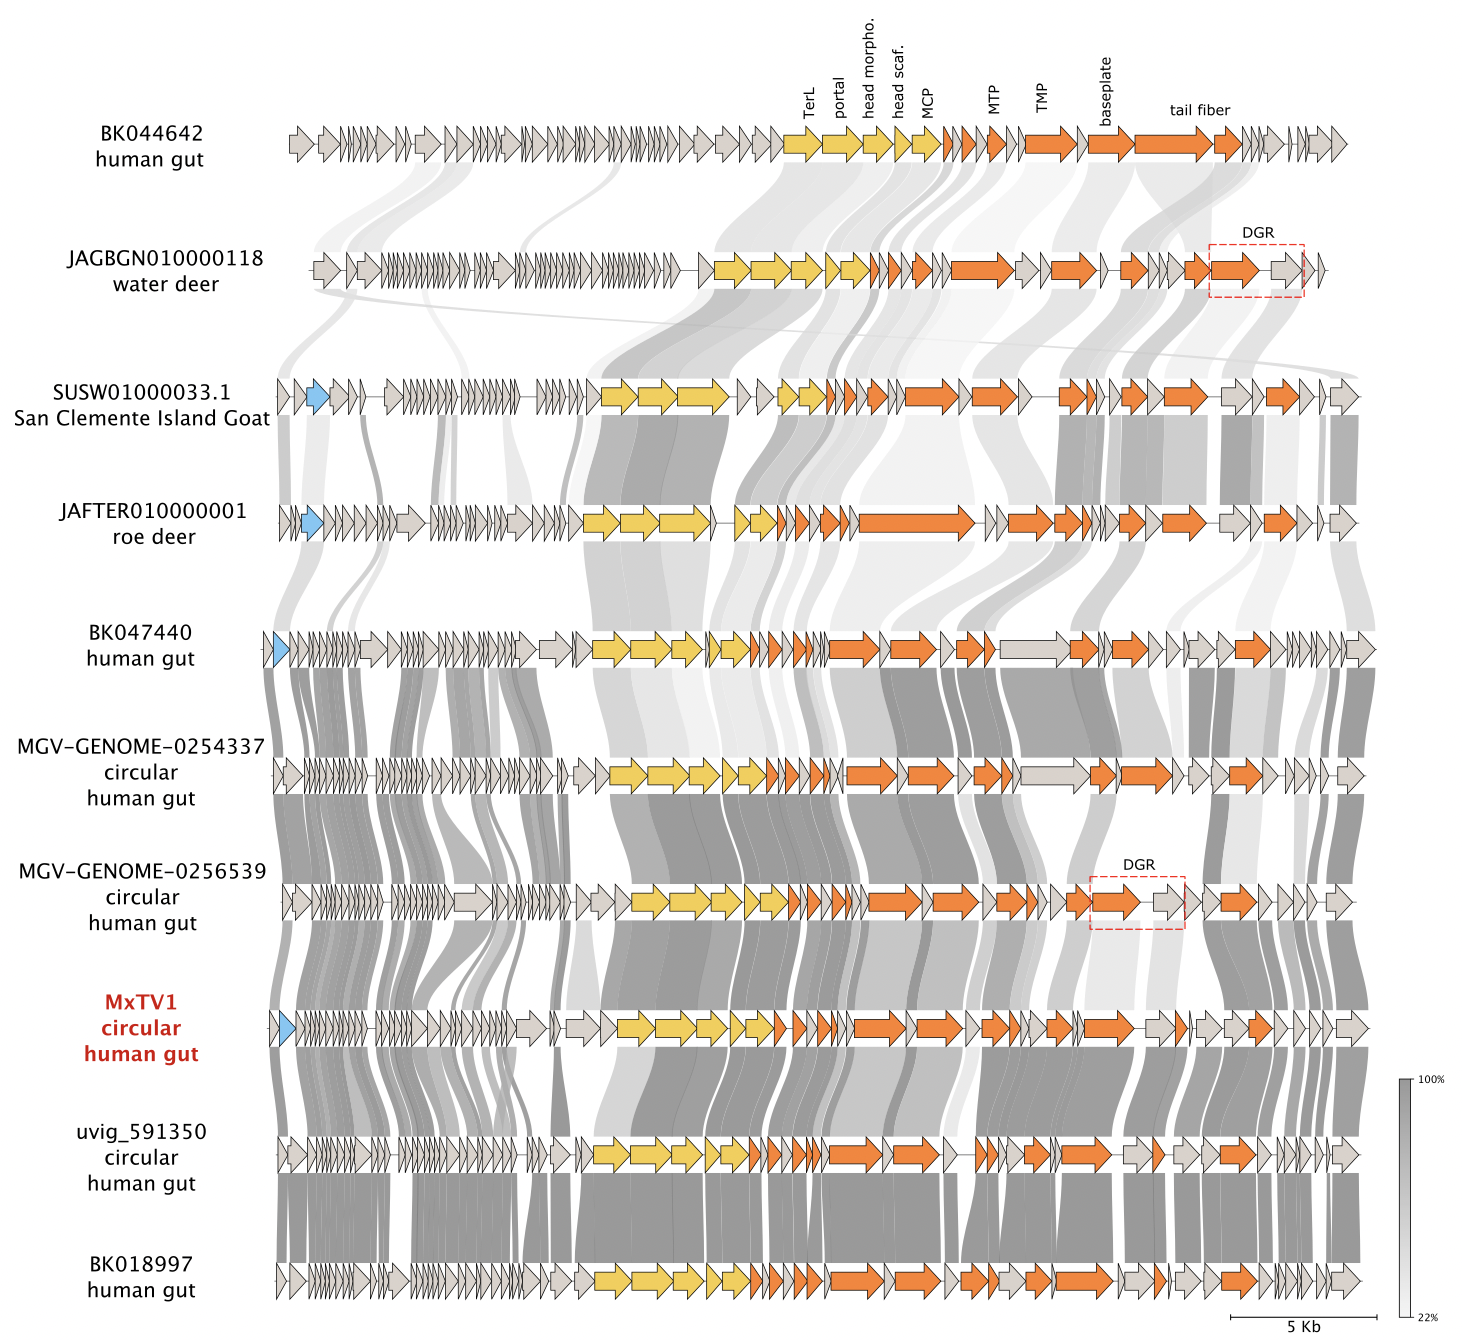 TerL
portal
head morpho.
head scaf.
MCP
MTP
TMP
baseplate
tail fiber
BK044642
human gut
JAGBGN010000118
water deer
DGR
SUSW01000033.1
San Clemente Island Goat
JAFTER010000001
roe deer
BK047440
human gut
MGV-GENOME-0254337
circular
human gut
MGV-GENOME-0256539
circular
human gut
DGR
MxTV1
circular
human gut
uvig_591350
circular
human gut
BK018997
human gut
100%
22%
5 Kb